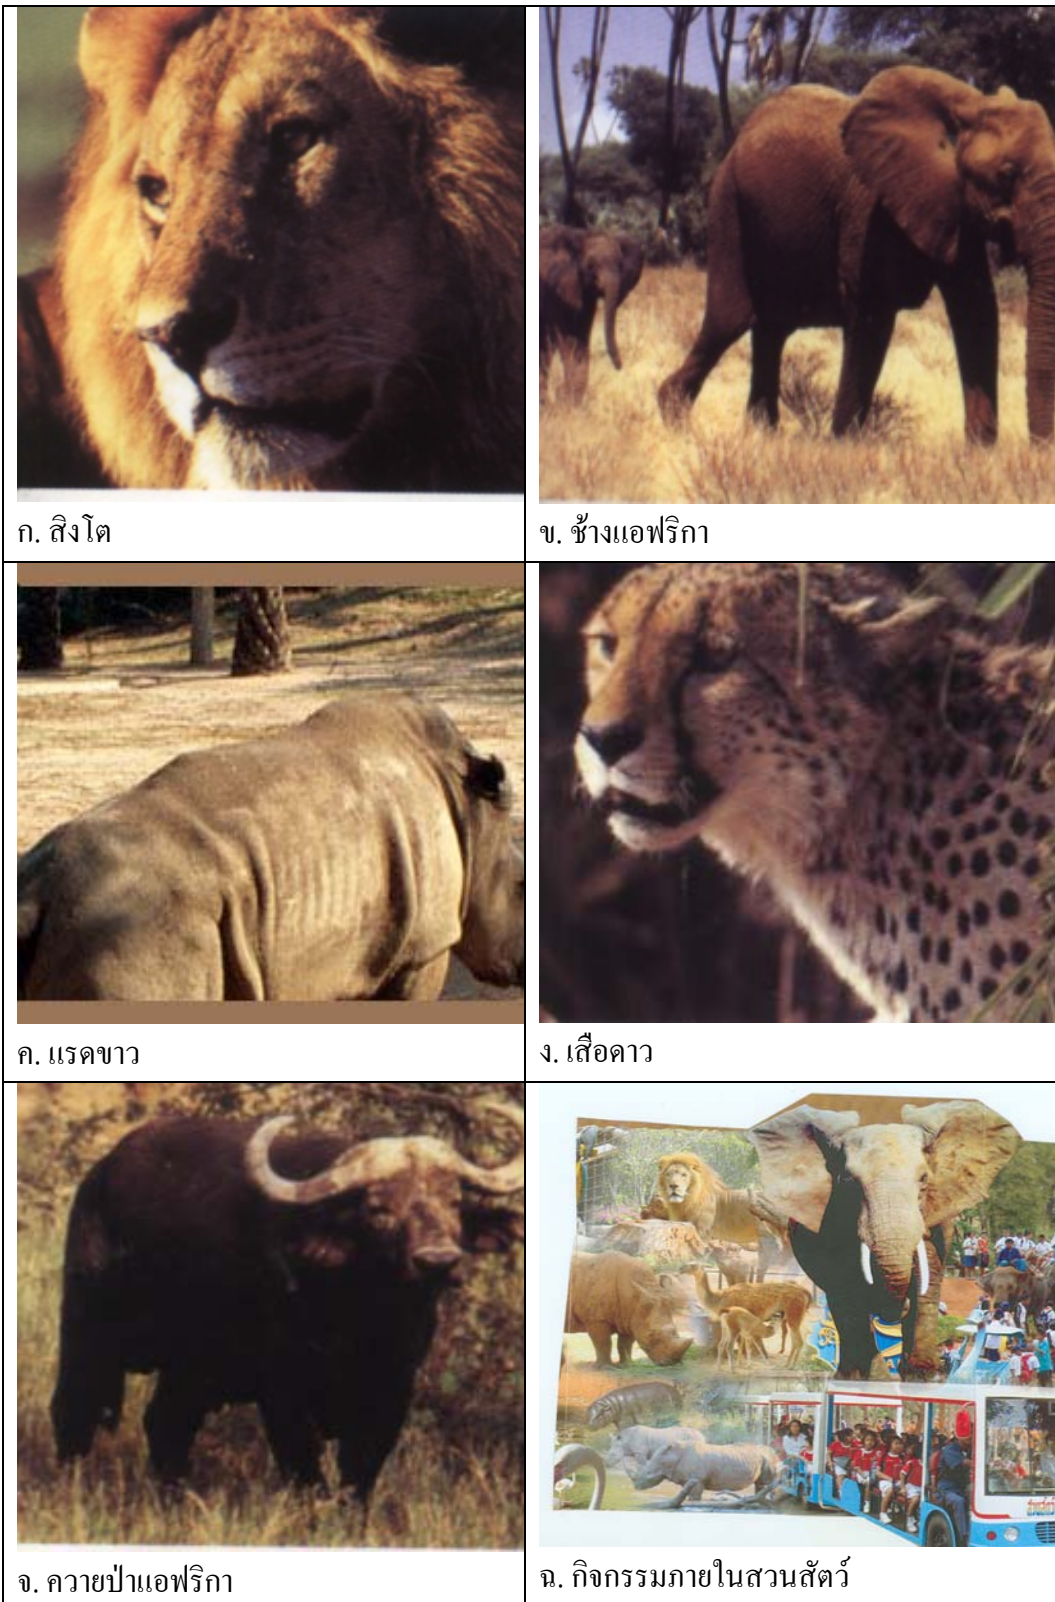 ก. สิงโต
ข. ช้างแอฟริกา
ค. แรดขาว
ง. เสือดาว
จ. ควายป่าแอฟริกา
ฉ. กิจกรรมภายในสวนสัตว์